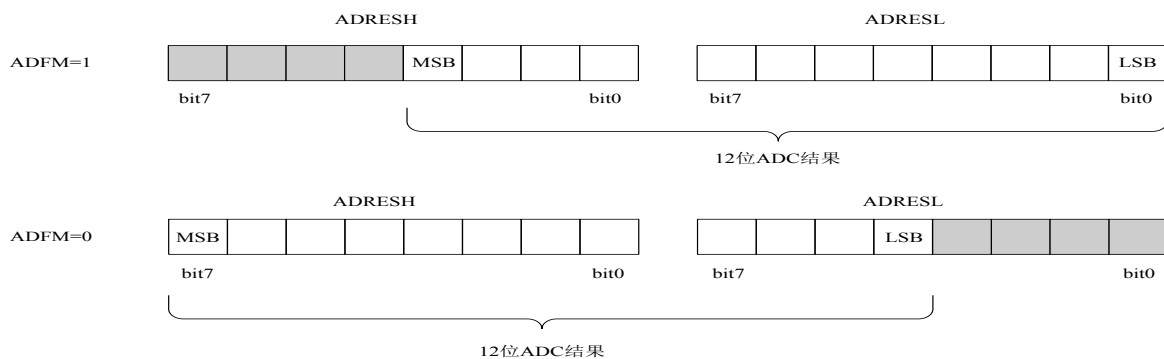 ADRESH ADRESL
ADFM=1 MSB LSB
bit7 bit0 bit7 bit0
12位ADC结果
ADRESH ADRESL
ADFM=0 MSB LSB
bit7 bit0 bit7 bit0
12位ADC结果